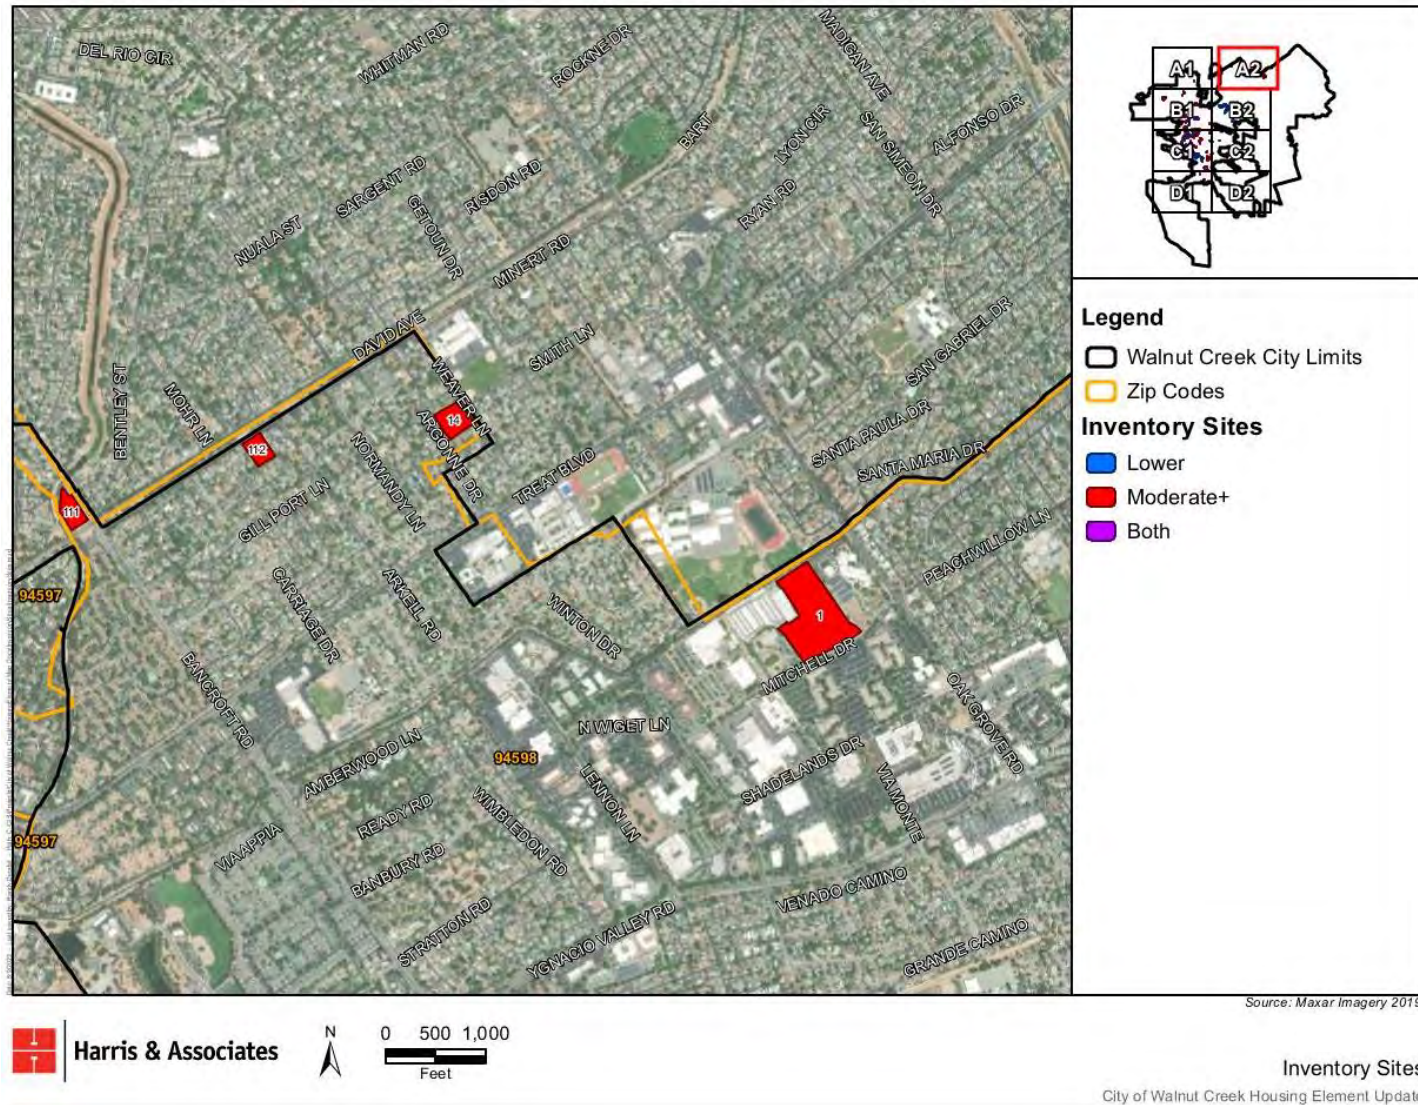 DEL RIO CIR
WHITMAN RD
ROCKNE DR
MADIGAN AVE
BART
LYON CIR
SAN SIMEON DR
ALFONSO DR
SARGENT RD
RISDON RD
GETOUN DR
NUALA ST
RYAN RD
MINERT RD
DAVID AVE
SMITH LN
SAN GABRIEL DR
BENTLEY ST
MOHR LN
WEAVER LN
14
ARGONNE DR
112
NORMANDY LN
TREAT BLVD
SANTA PAULA DR
SANTA MARIA DR
111
GILL PORT LN
PEACHWILLOW LN
94597
CARRIAGE DR
ARKELL RD
WINTON DR
1
MITCHELL DR
BANCROFT RD
OAK GROVE RD
N WIGET LN
AMBERWOOD LN
94598
LENNON LN
SHADELANDS DR
VIA MONTE
94597
VIA APPIA
READY RD
WIMBLEDON RD
BANBURY RD
VENADO CAMINO
STRATTON RD
YGNACIO VALLEY RD
GRANDE CAMINO
A1
A2
B1
B2
C1
C2
D1
D2
Legend
Walnut Creek City Limits
Zip Codes
Inventory Sites
Lower
Moderate+
Both
Source: Maxar Imagery 2019
Harris & Associates
N
0 500 1,000
Feet
Inventory Sites
City of Walnut Creek Housing Element Update